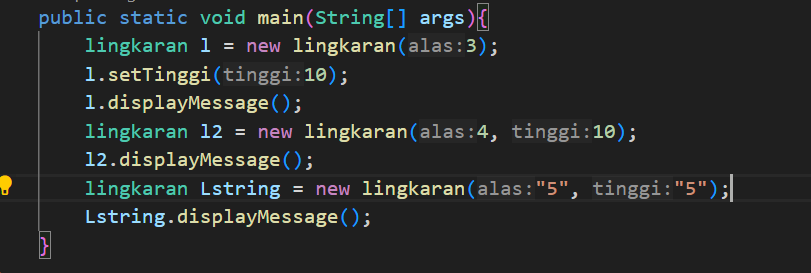 public static void main(String[] args){
lingkaran l = new lingkaran(alas:3);
l.setTinggi(tinggi:10);
l.displayMessage();
lingkaran l2 = new lingkaran(alas:4, tinggi:10);
l2.displayMessage();
lingkaran Lstring = new lingkaran(alas:"5", tinggi:"5");
Lstring.displayMessage();
}